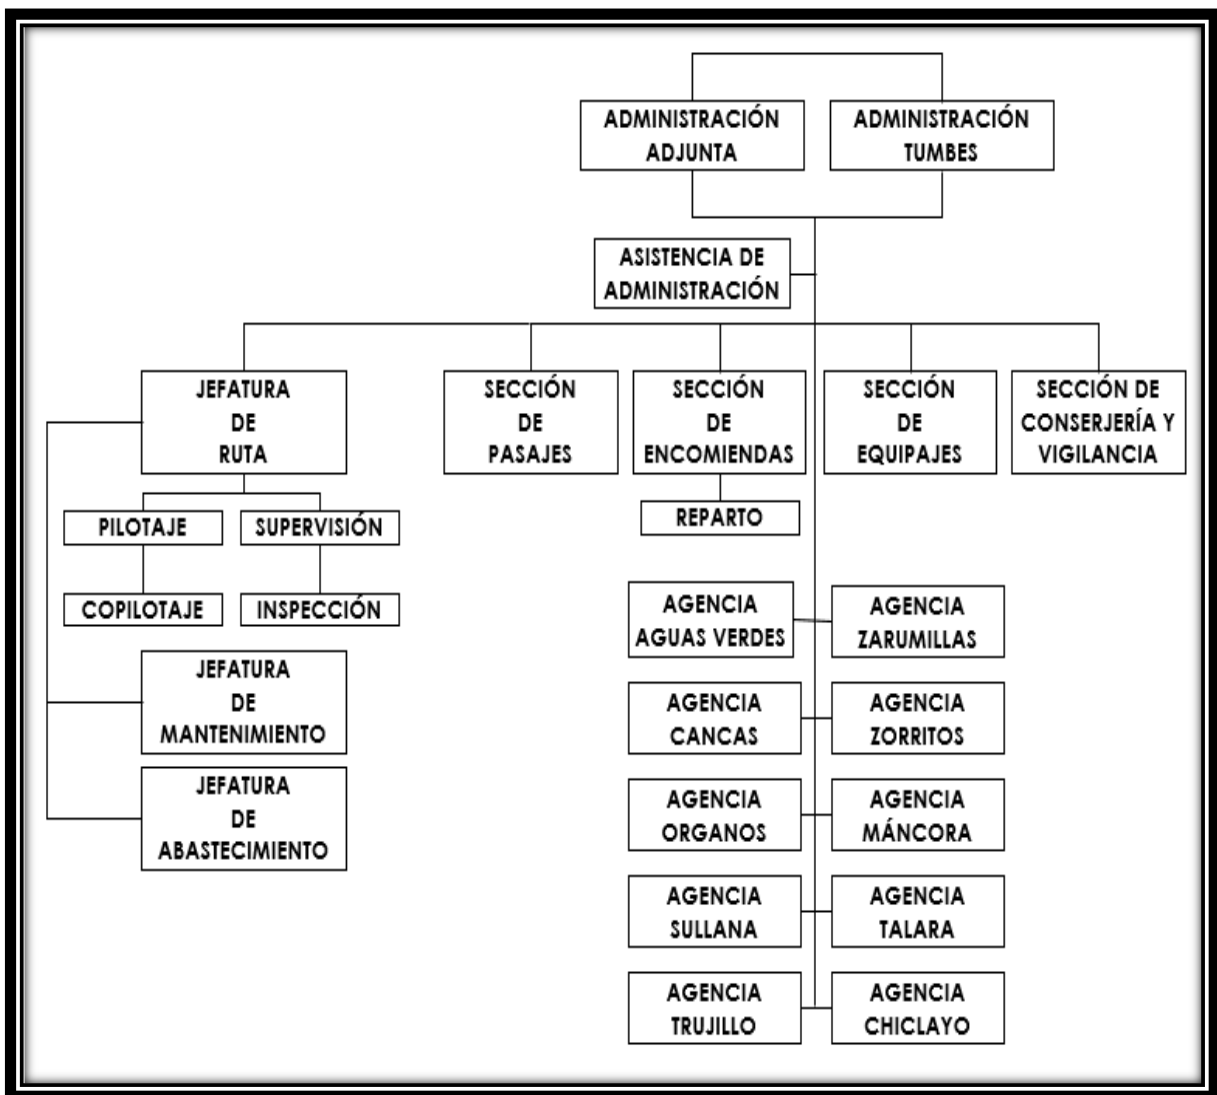 ADMINISTRACIÓN
ADJUNTA
ADMINISTRACIÓN
TUMBES
ASISTENCIA DE
ADMINISTRACIÓN
JEFATURA
DE
RUTA
SECCIÓN
DE
PASAJES
SECCIÓN
DE
ENCOMIENDAS
SECCIÓN
DE
EQUIPAJES
SECCIÓN DE
CONSERJERÍA Y
VIGILANCIA
PILOTAJE
SUPERVISIÓN
REPARTO
COPILOTAJE
INSPECCIÓN
JEFATURA
DE
MANTENIMIENTO
JEFATURA
DE
ABASTECIMIENTO
AGENCIA
AGUAS VERDES
AGENCIA
ZARUMILLAS
AGENCIA
CANCAS
AGENCIA
ZORRITOS
AGENCIA
ORGANOS
AGENCIA
MÁNCORA
AGENCIA
SULLANA
AGENCIA
TALARA
AGENCIA
TRUJILLO
AGENCIA
CHICLAYO